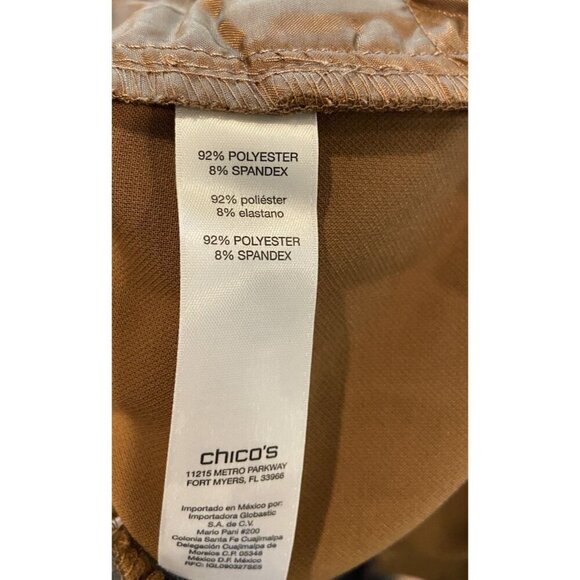 92% POLYESTER
8% SPANDEX
92% poliéster
8% elastano
92% POLYESTER
8% SPANDEX
chico's
11215 METRO PARKWAY
FORT MYERS, FL 33966
Importado en México por:
Importadora Globastic
S.A. de C.V.
Mario Pani #200
Colonia Santa Fe Cuajimalpa
Delegación Cuajimalpa
de Morelos C.P. 05348
México D.F. México
RFC: IGL090327SE5